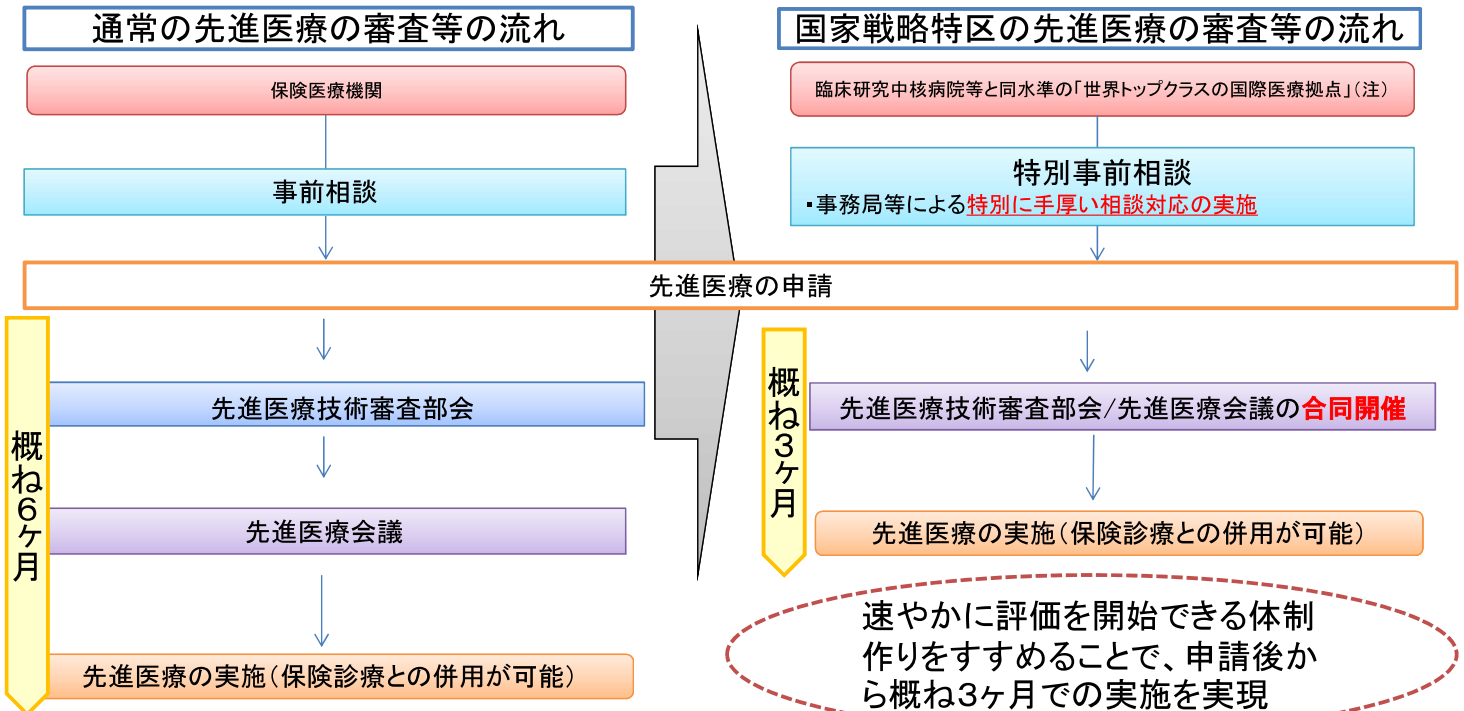 通常の先進医療の審査等の流れ
保険医療機関
事前相談
国家戦略特区の先進医療の審査等の流れ
臨床研究中核病院等と同水準の「世界トップクラスの国際医療拠点」(注)
特別事前相談
・事務局等による特別に手厚い相談対応の実施
先進医療の申請
概ね6ヶ月
先進医療技術審査部会
先進医療会議
先進医療の実施(保険診療との併用が可能)
概ね3ヶ月
先進医療技術審査部会/先進医療会議の合同開催
先進医療の実施(保険診療との併用が可能)
速やかに評価を開始できる体制
作りをすすめることで、申請後か
ら概ね3ヶ月での実施を実現